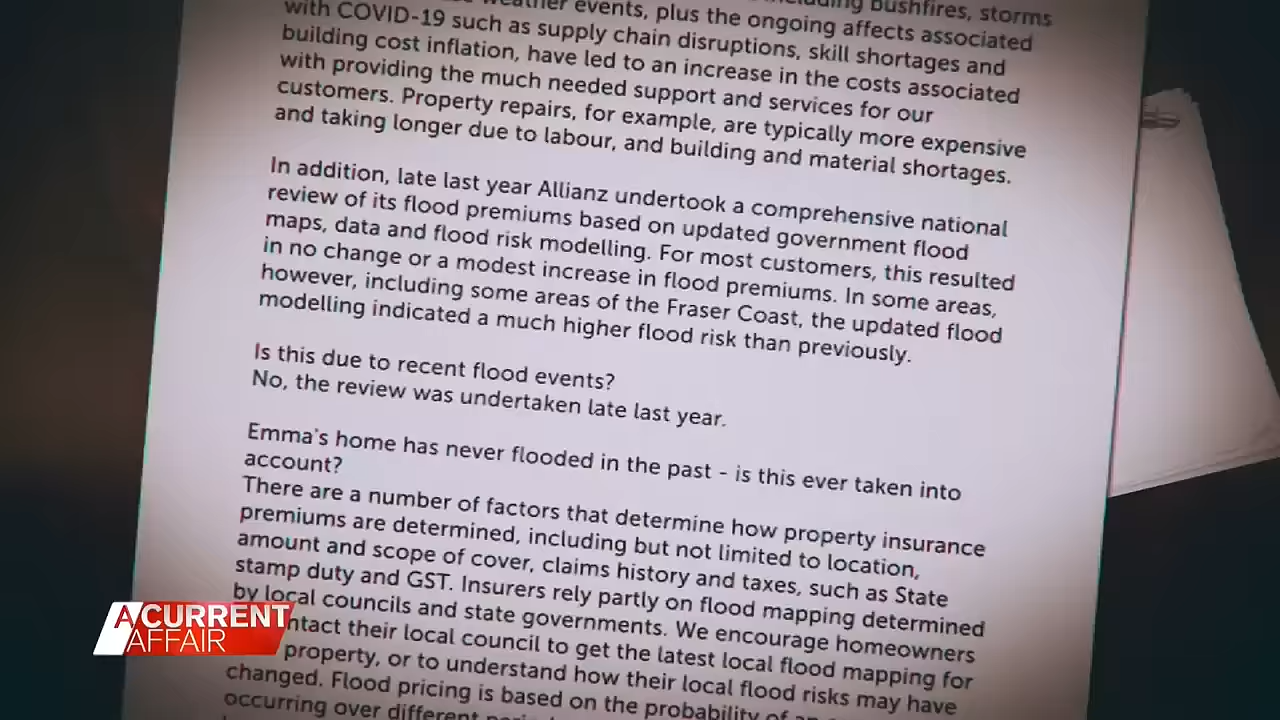 weather events, plus the ongoing affects associated
bushfires, storms
with COVID-19 such as supply chain disruptions, skill shortages and
building cost inflation, have led to an increase in the costs associated
with providing the much needed support and services for our
customers. Property repairs, for example, are typically more expensive
and taking longer due to labour, and building and material shortages.
In addition, late last year Allianz undertook a comprehensive national
review of its flood premiums based on updated government flood
maps, data and flood risk modelling. For most customers, this resulted
in no change or a modest increase in flood premiums. In some areas,
however, including some areas of the Fraser Coast, the updated flood
modelling indicated a much higher flood risk than previously.
Is this due to recent flood events?
No, the review was undertaken late last year.
Emma's home has never flooded in the past - is this ever taken into
account?
There are a number of factors that determine how property insurance
premiums are determined, including but not limited to location,
amount and scope of cover, claims history and taxes, such as State
stamp duty and GST. Insurers rely partly on flood mapping determined
by local councils and state governments. We encourage homeowners
their local council to get the latest local flood mapping for
property, or to understand how their local flood risks may have
changed. Flood pricing is based on the probability of
occurring over different
A CURRENT
AFFAIR